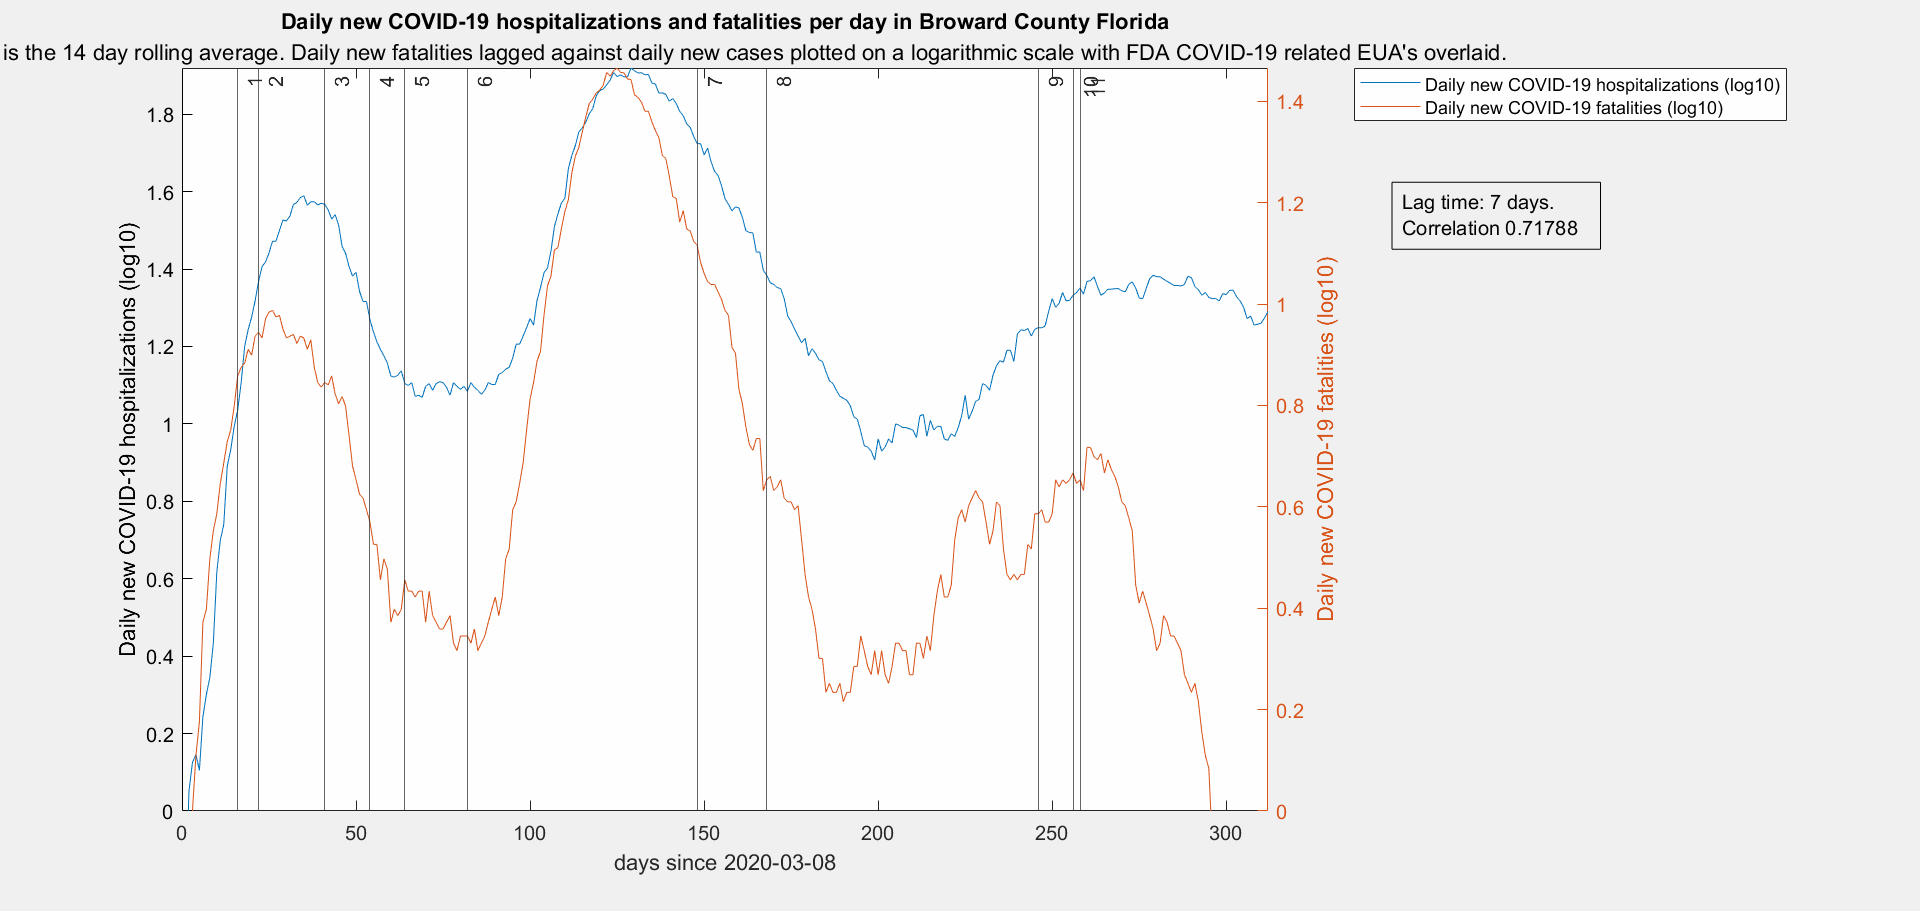 Daily new COVID-19 hospitalizations and fatalities per day in Broward County Florida
is the 14 day rolling average. Daily new fatalities lagged against daily new cases plotted on a logarithmic scale with FDA COVID-19 related EUA's overlaid.
1 2 3 4 5 6 7 8 9 10 11
Daily new COVID-19 hospitalizations (log10)
Daily new COVID-19 fatalities (log10)
Lag time: 7 days.
Correlation 0.71788
Daily new COVID-19 hospitalizations (log10)
1.8
1.6
1.4
1.2
1
0.8
0.6
0.4
0.2
0
Daily new COVID-19 fatalities (log10)
1.4
1.2
1
0.8
0.6
0.4
0.2
0
0 50 100 150 200 250 300
days since 2020-03-08